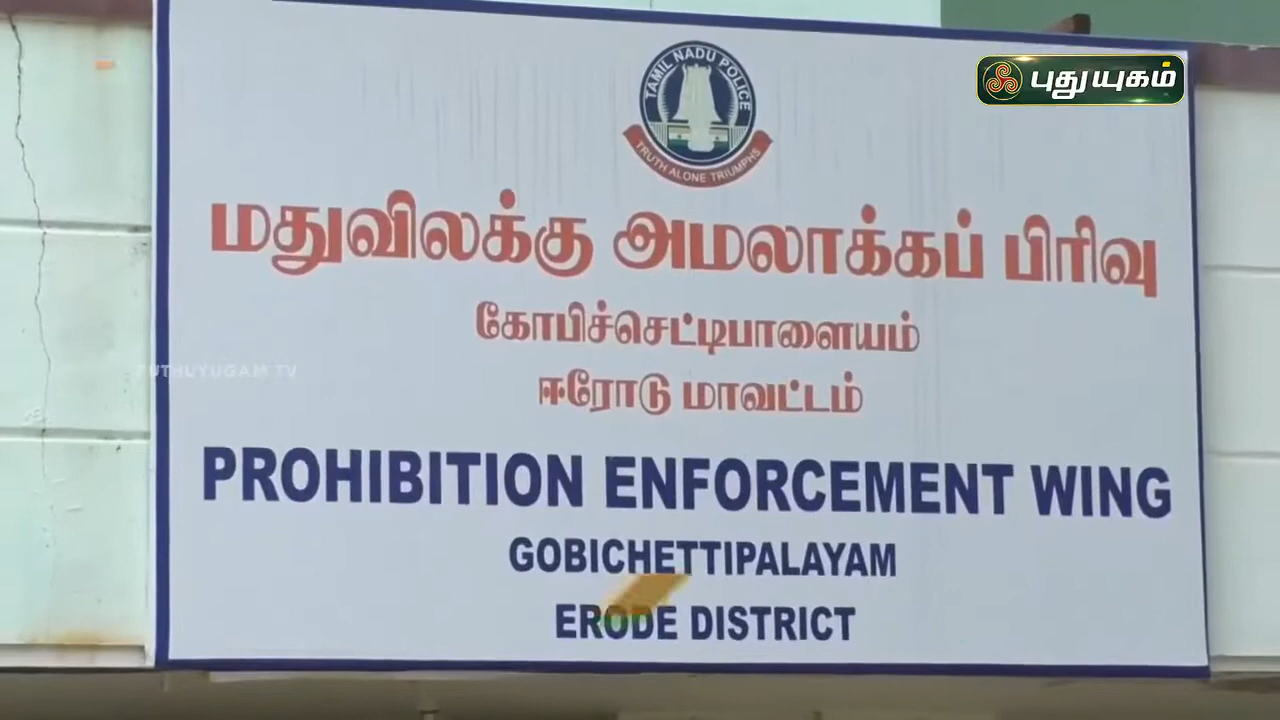 புதுயுகம்
TAMIL NADU POLICE
TRUTH ALONE TRIUMPHS
மதுவிலக்கு அமலாக்கப் பிரிவு
கோபிச்செட்டிபாளையம்
PUTHUYUGAM TV
ஈரோடு மாவட்டம்
PROHIBITION ENFORCEMENT WING
GOBICHETTIPALAYAM
ERODE DISTRICT